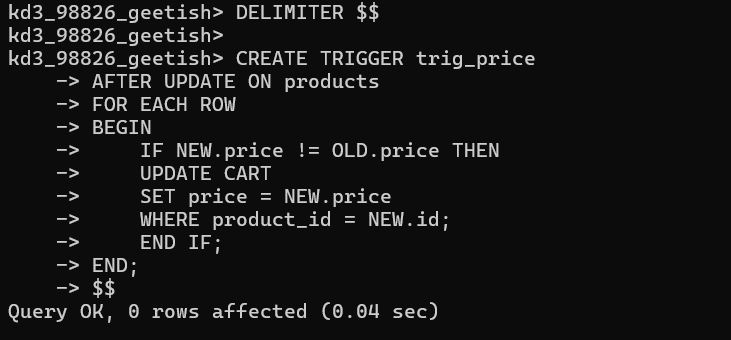 kd3_98826_geetish> DELIMITER $$
kd3_98826_geetish>
kd3_98826_geetish> CREATE TRIGGER trig_price
    -> AFTER UPDATE ON products
    -> FOR EACH ROW
    -> BEGIN
    ->     IF NEW.price != OLD.price THEN
    ->     UPDATE CART
    ->     SET price = NEW.price
    ->     WHERE product_id = NEW.id;
    ->     END IF;
    -> END;
    -> $$
Query OK, 0 rows affected (0.04 sec)